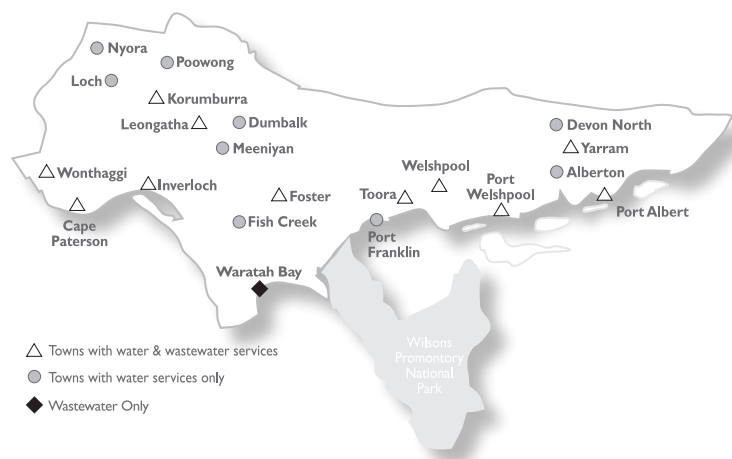 Nyora
Poowong
Loch
Korumburra
Leongatha
Dumbalk
Devon North
Meeniyan
Yarram
Wonthaggi
Inverloch
Welshpool
Alberton
Foster
Toora
Port
Welshpool
Cape
Paterson
Fish Creek
Port
Franklin
Port Albert
Waratah Bay
Wilsons
Promontory
National
Park
Towns with water & wastewater services
Towns with water services only
Wastewater Only